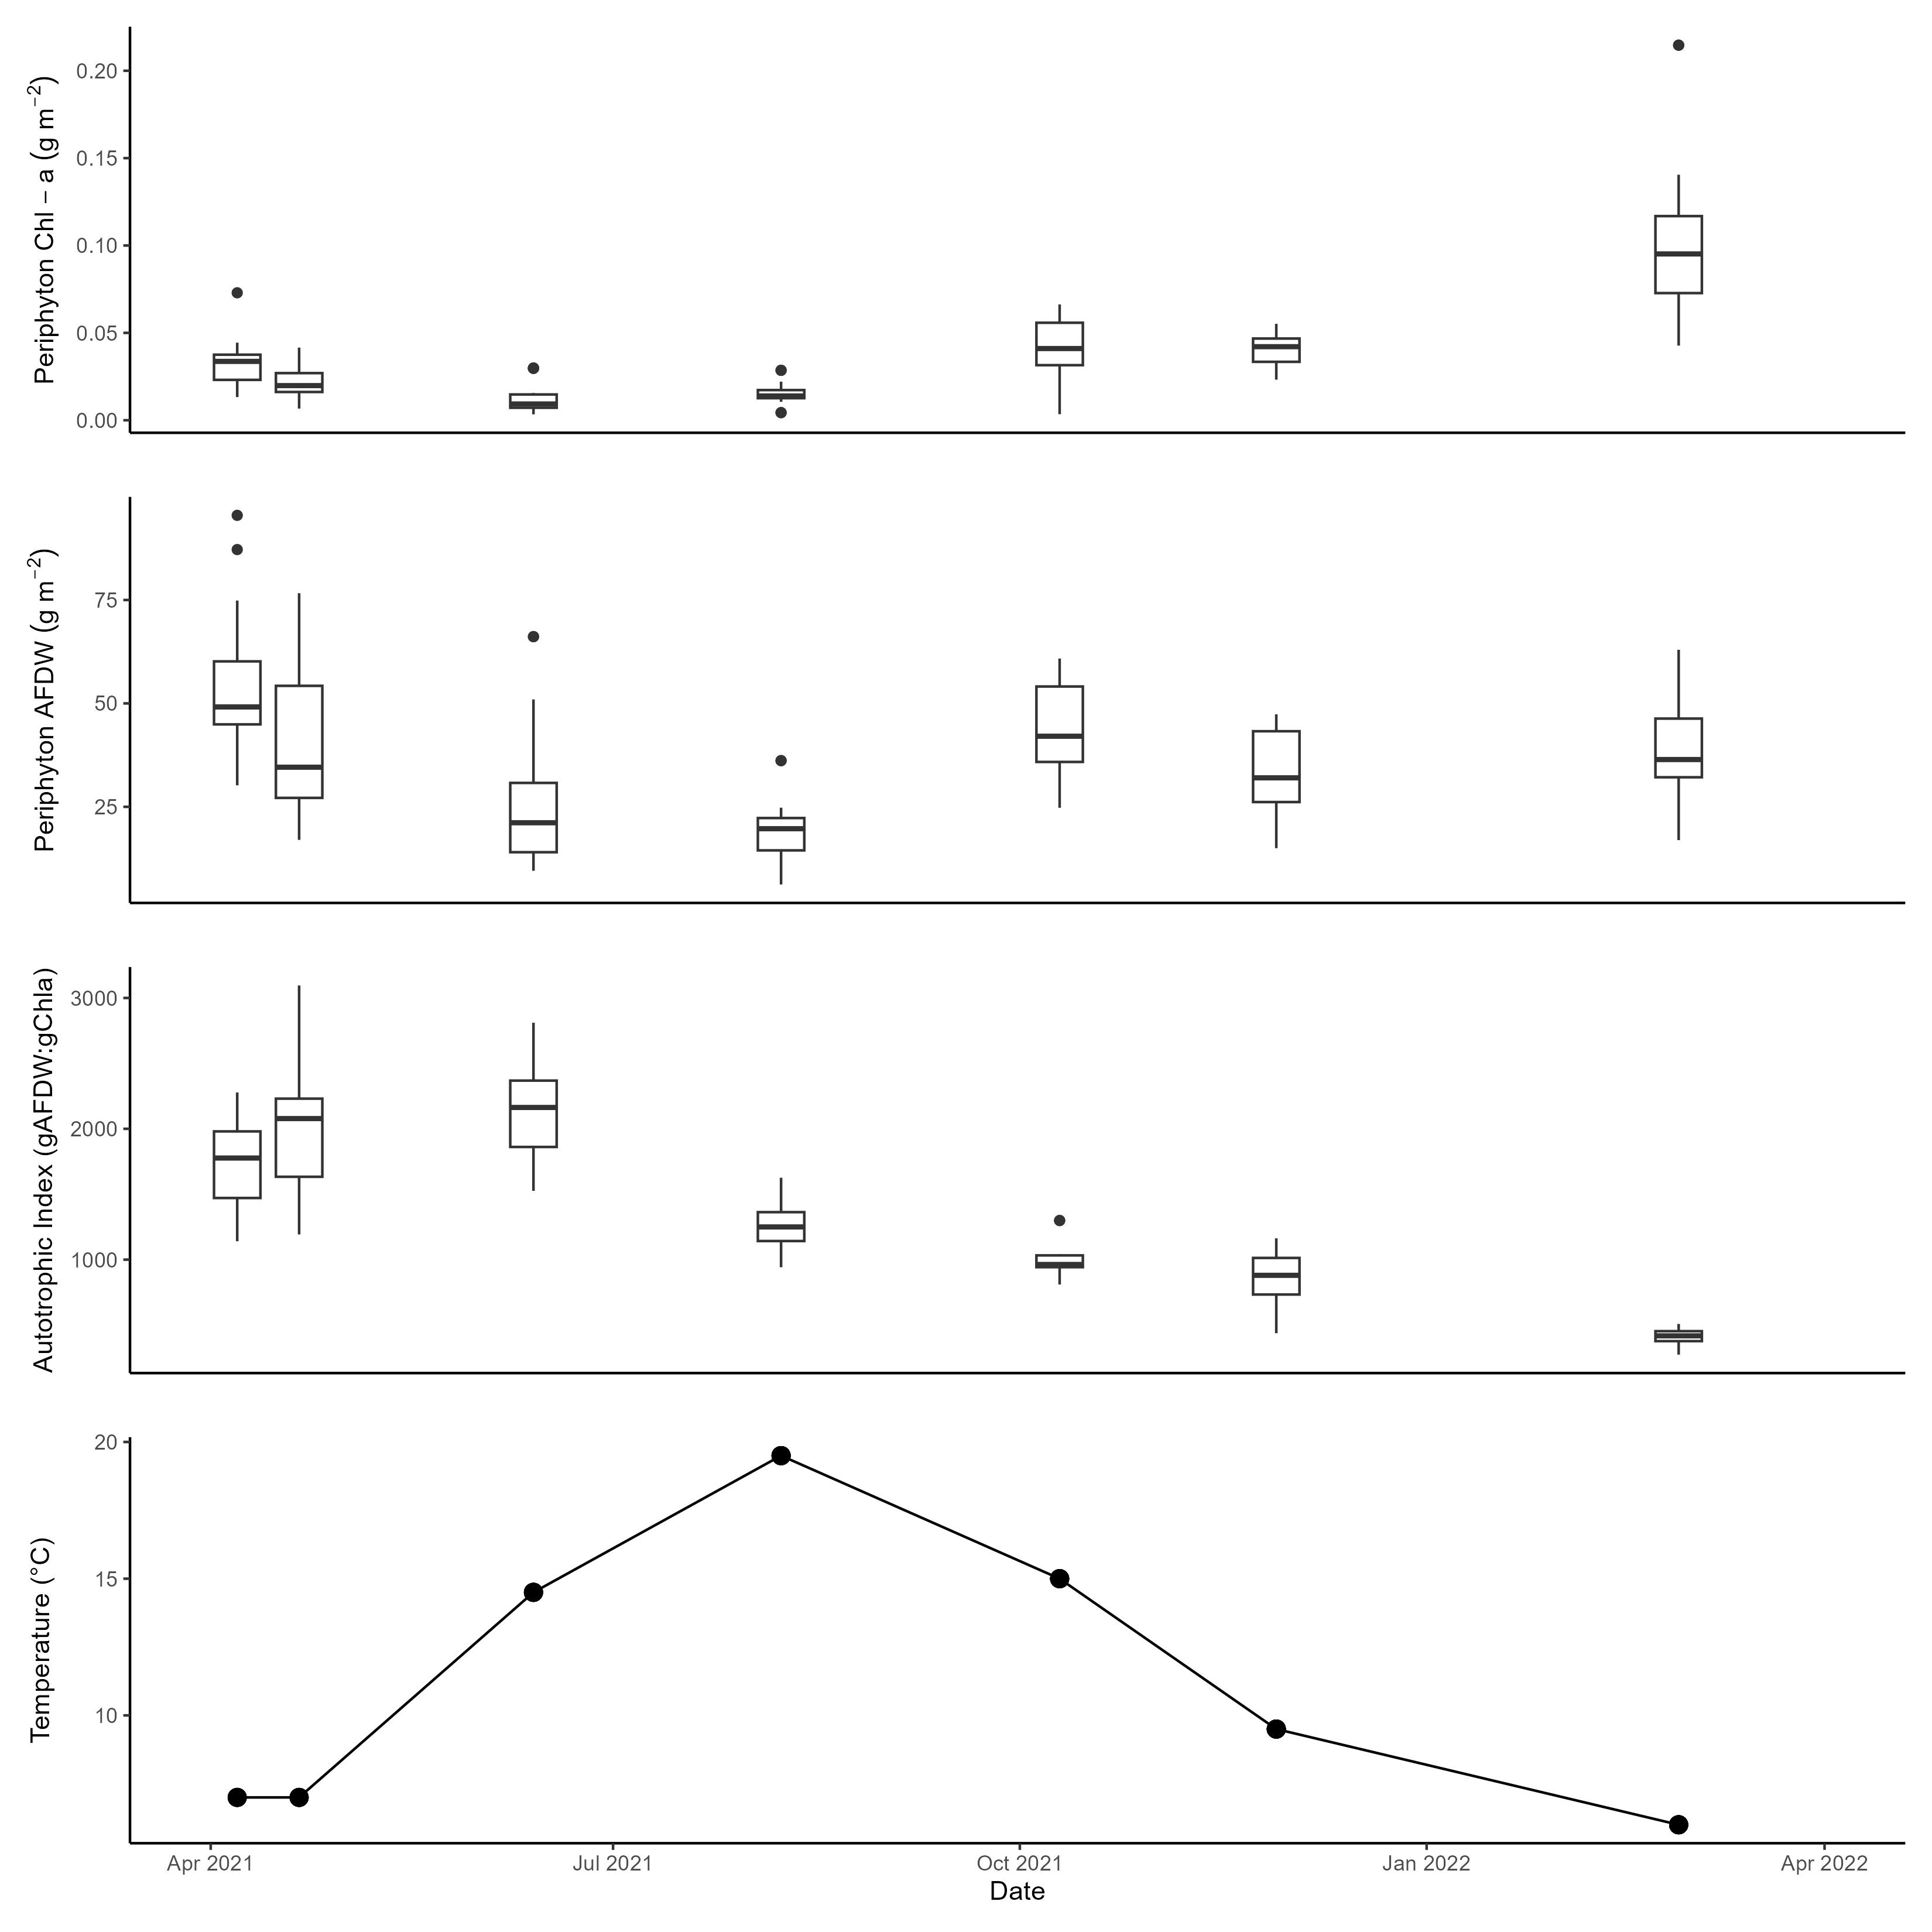 Periphyton Chl − a (g m⁻²)
0.20
0.15
0.10
0.05
0.00
Periphyton AFDW (g m⁻²)
75
50
25
Autotrophic Index (gAFDW:gChla)
3000
2000
1000
Temperature (°C)
20
15
10
Apr 2021 Jul 2021 Oct 2021 Jan 2022 Apr 2022
Date